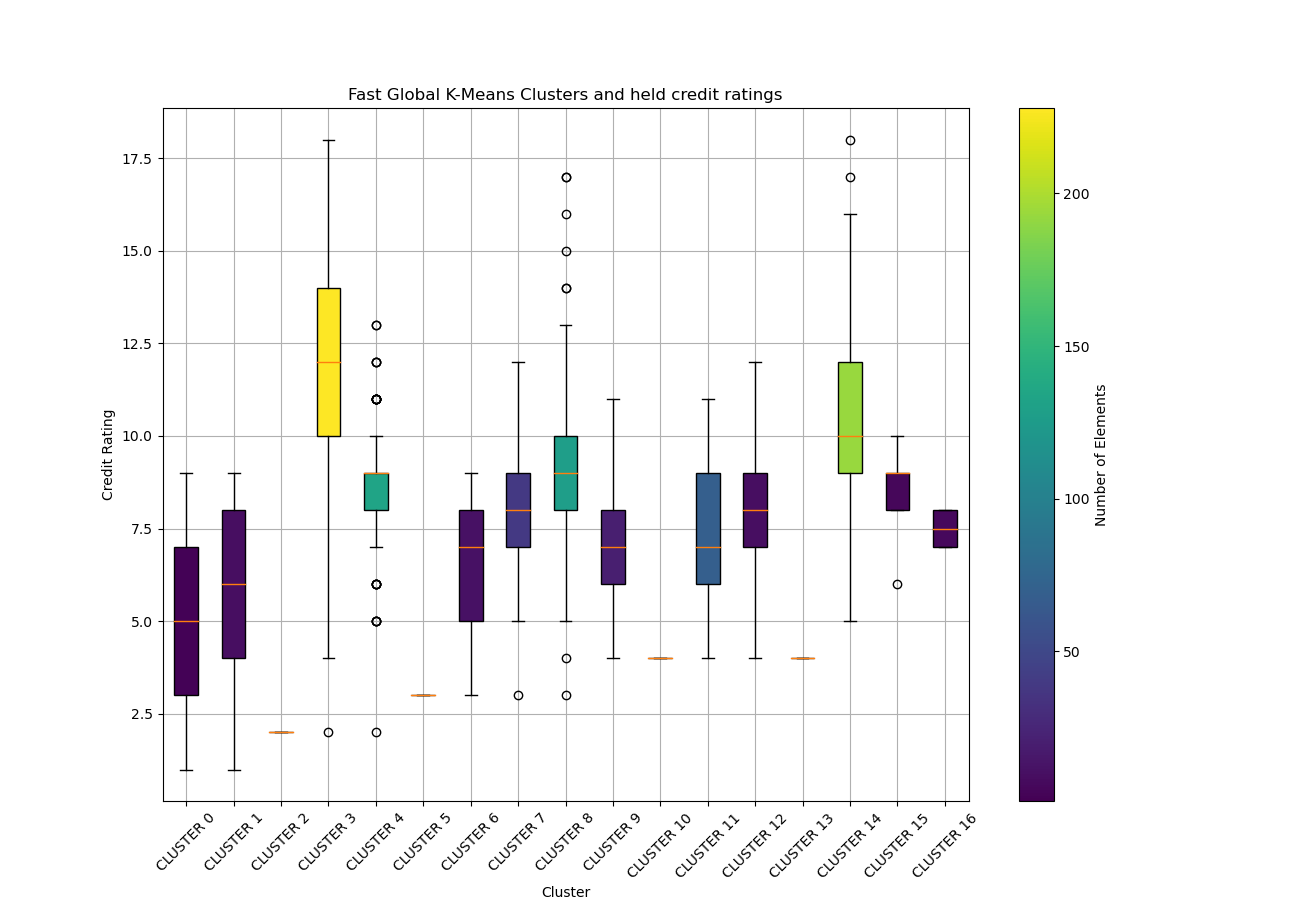 Fast Global K-Means Clusters and held credit ratings
17.5
15.0
12.5
10.0
7.5
5.0
2.5
Credit Rating
CLUSTER 0
CLUSTER 1
CLUSTER 2
CLUSTER 3
CLUSTER 4
CLUSTER 5
CLUSTER 6
CLUSTER 7
CLUSTER 8
CLUSTER 9
CLUSTER 10
CLUSTER 11
CLUSTER 12
CLUSTER 13
CLUSTER 14
CLUSTER 15
CLUSTER 16
Cluster
200
150
100
50
Number of Elements